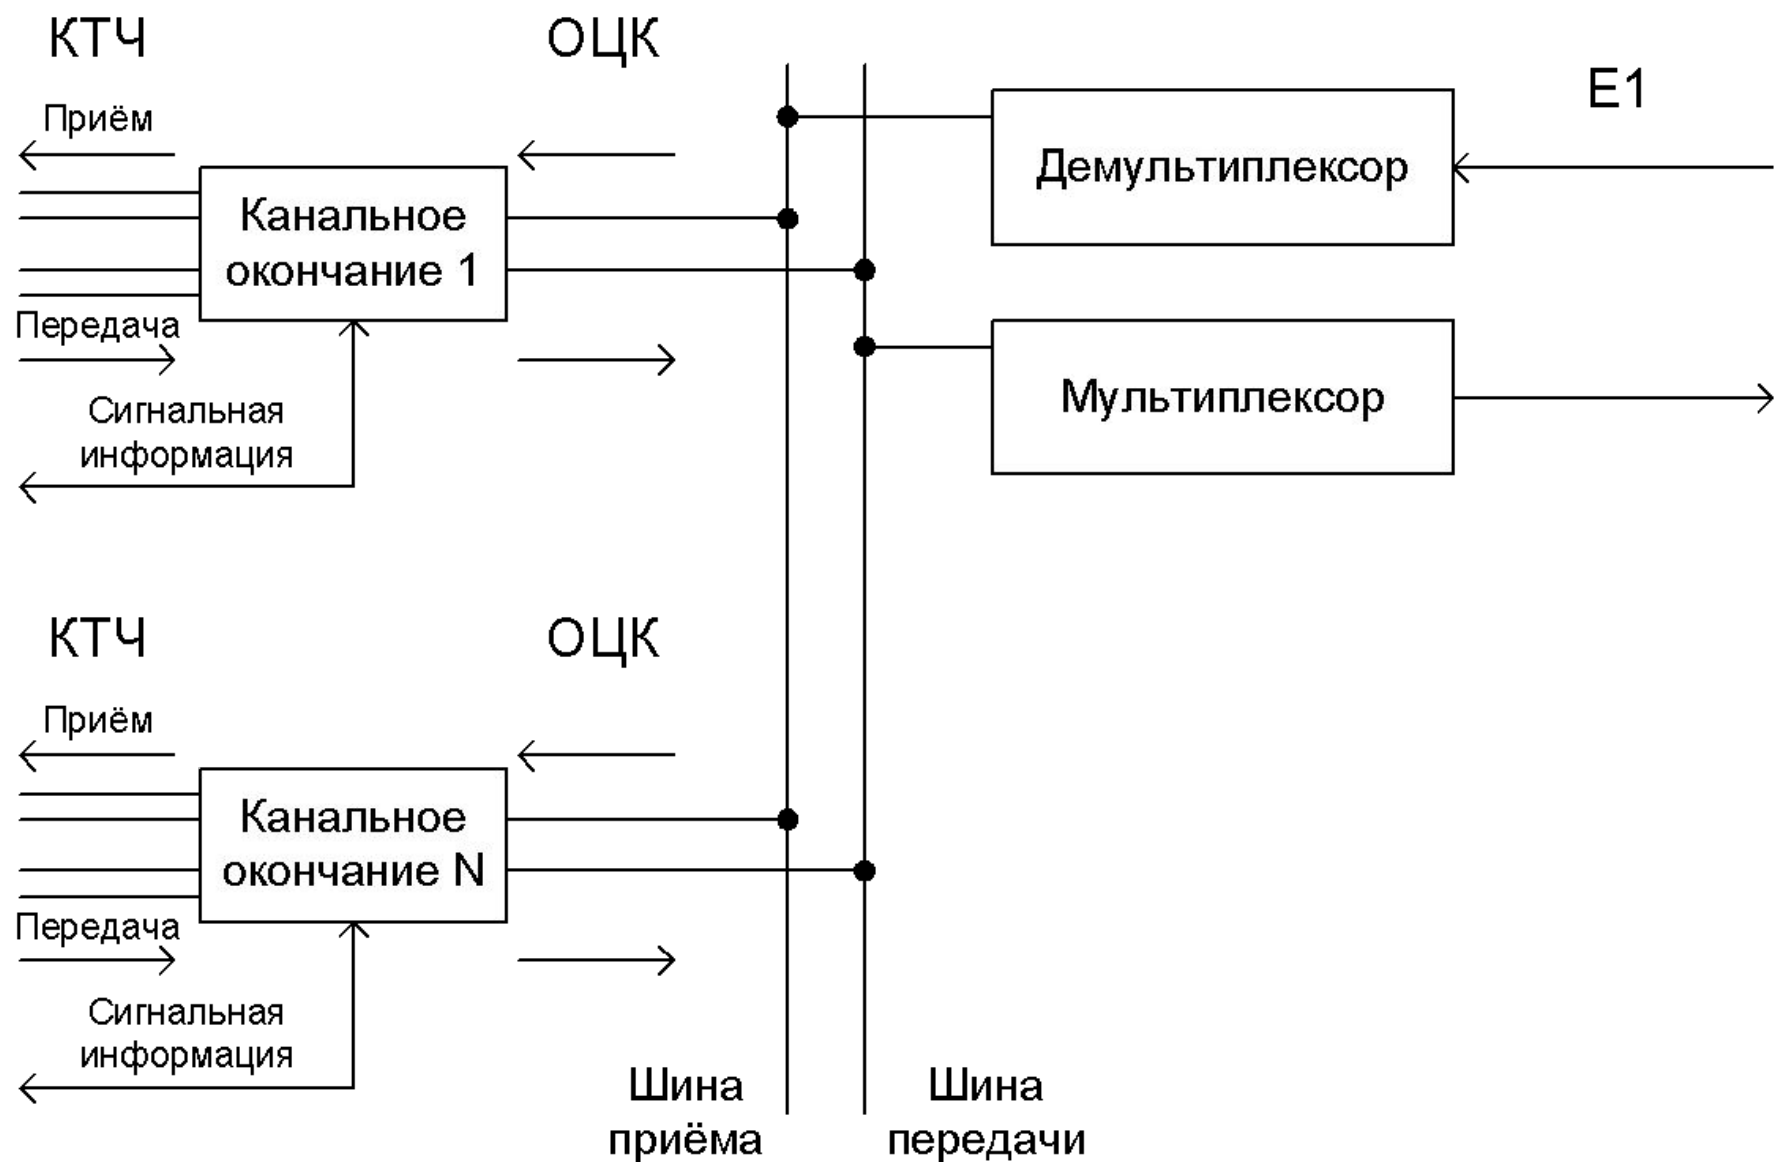 КТЧ
ОЦК
Е1
Приём
Демультиплексор
Канальное
окончание 1
Передача
Мультиплексор
Сигнальная
информация
КТЧ
ОЦК
Приём
Канальное
окончание N
Передача
Сигнальная
информация
Шина
приёма
Шина
передачи